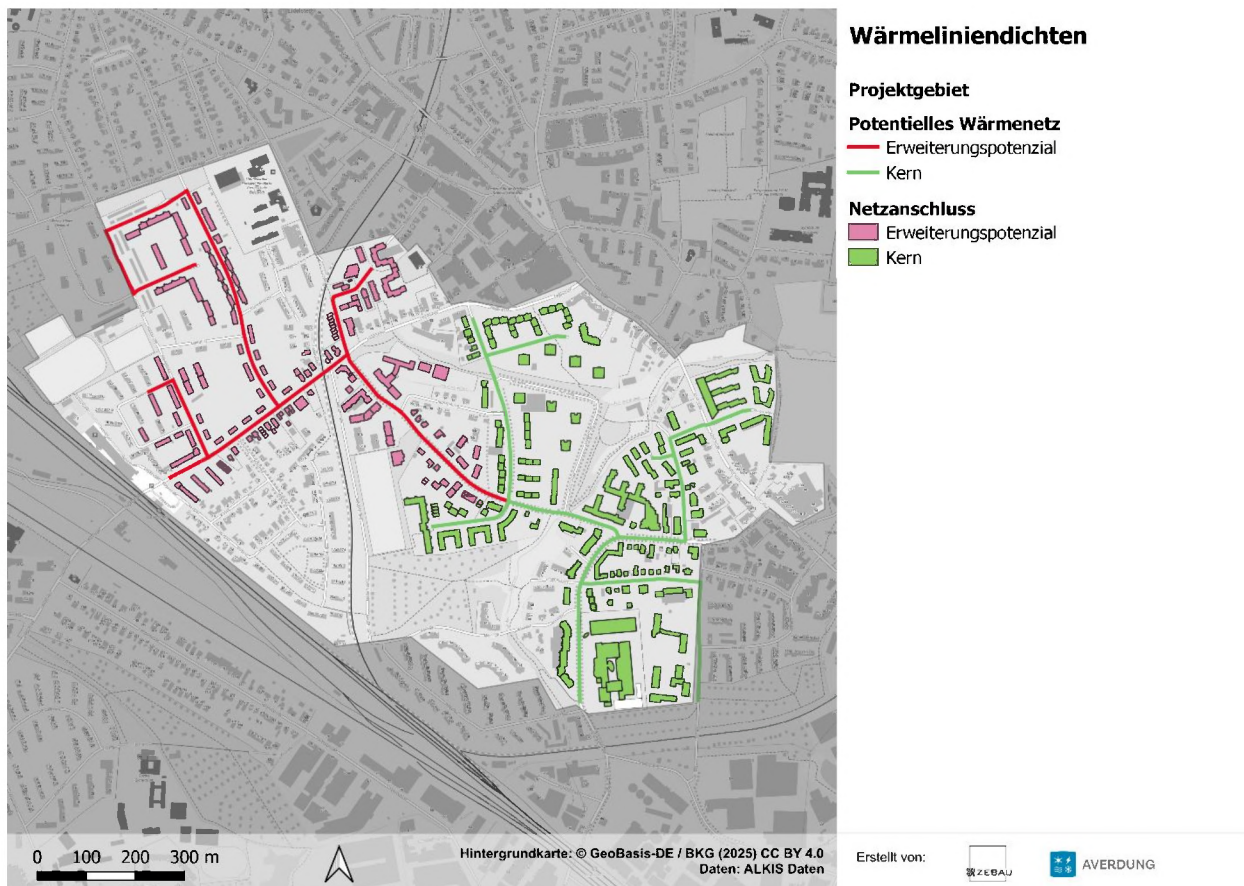 Wärmeliniendichten
Projektgebiet
Potentielles Wärmenetz
Erweiterungspotenzial
Kern
Netzanschluss
Erweiterungspotenzial
Kern
0 100 200 300 m
Hintergrundkarte: © GeoBasis-DE / BKG (2025) CC BY 4.0
Daten: ALKIS Daten
Erstellt von:
ZEBAU
AVERDUNG